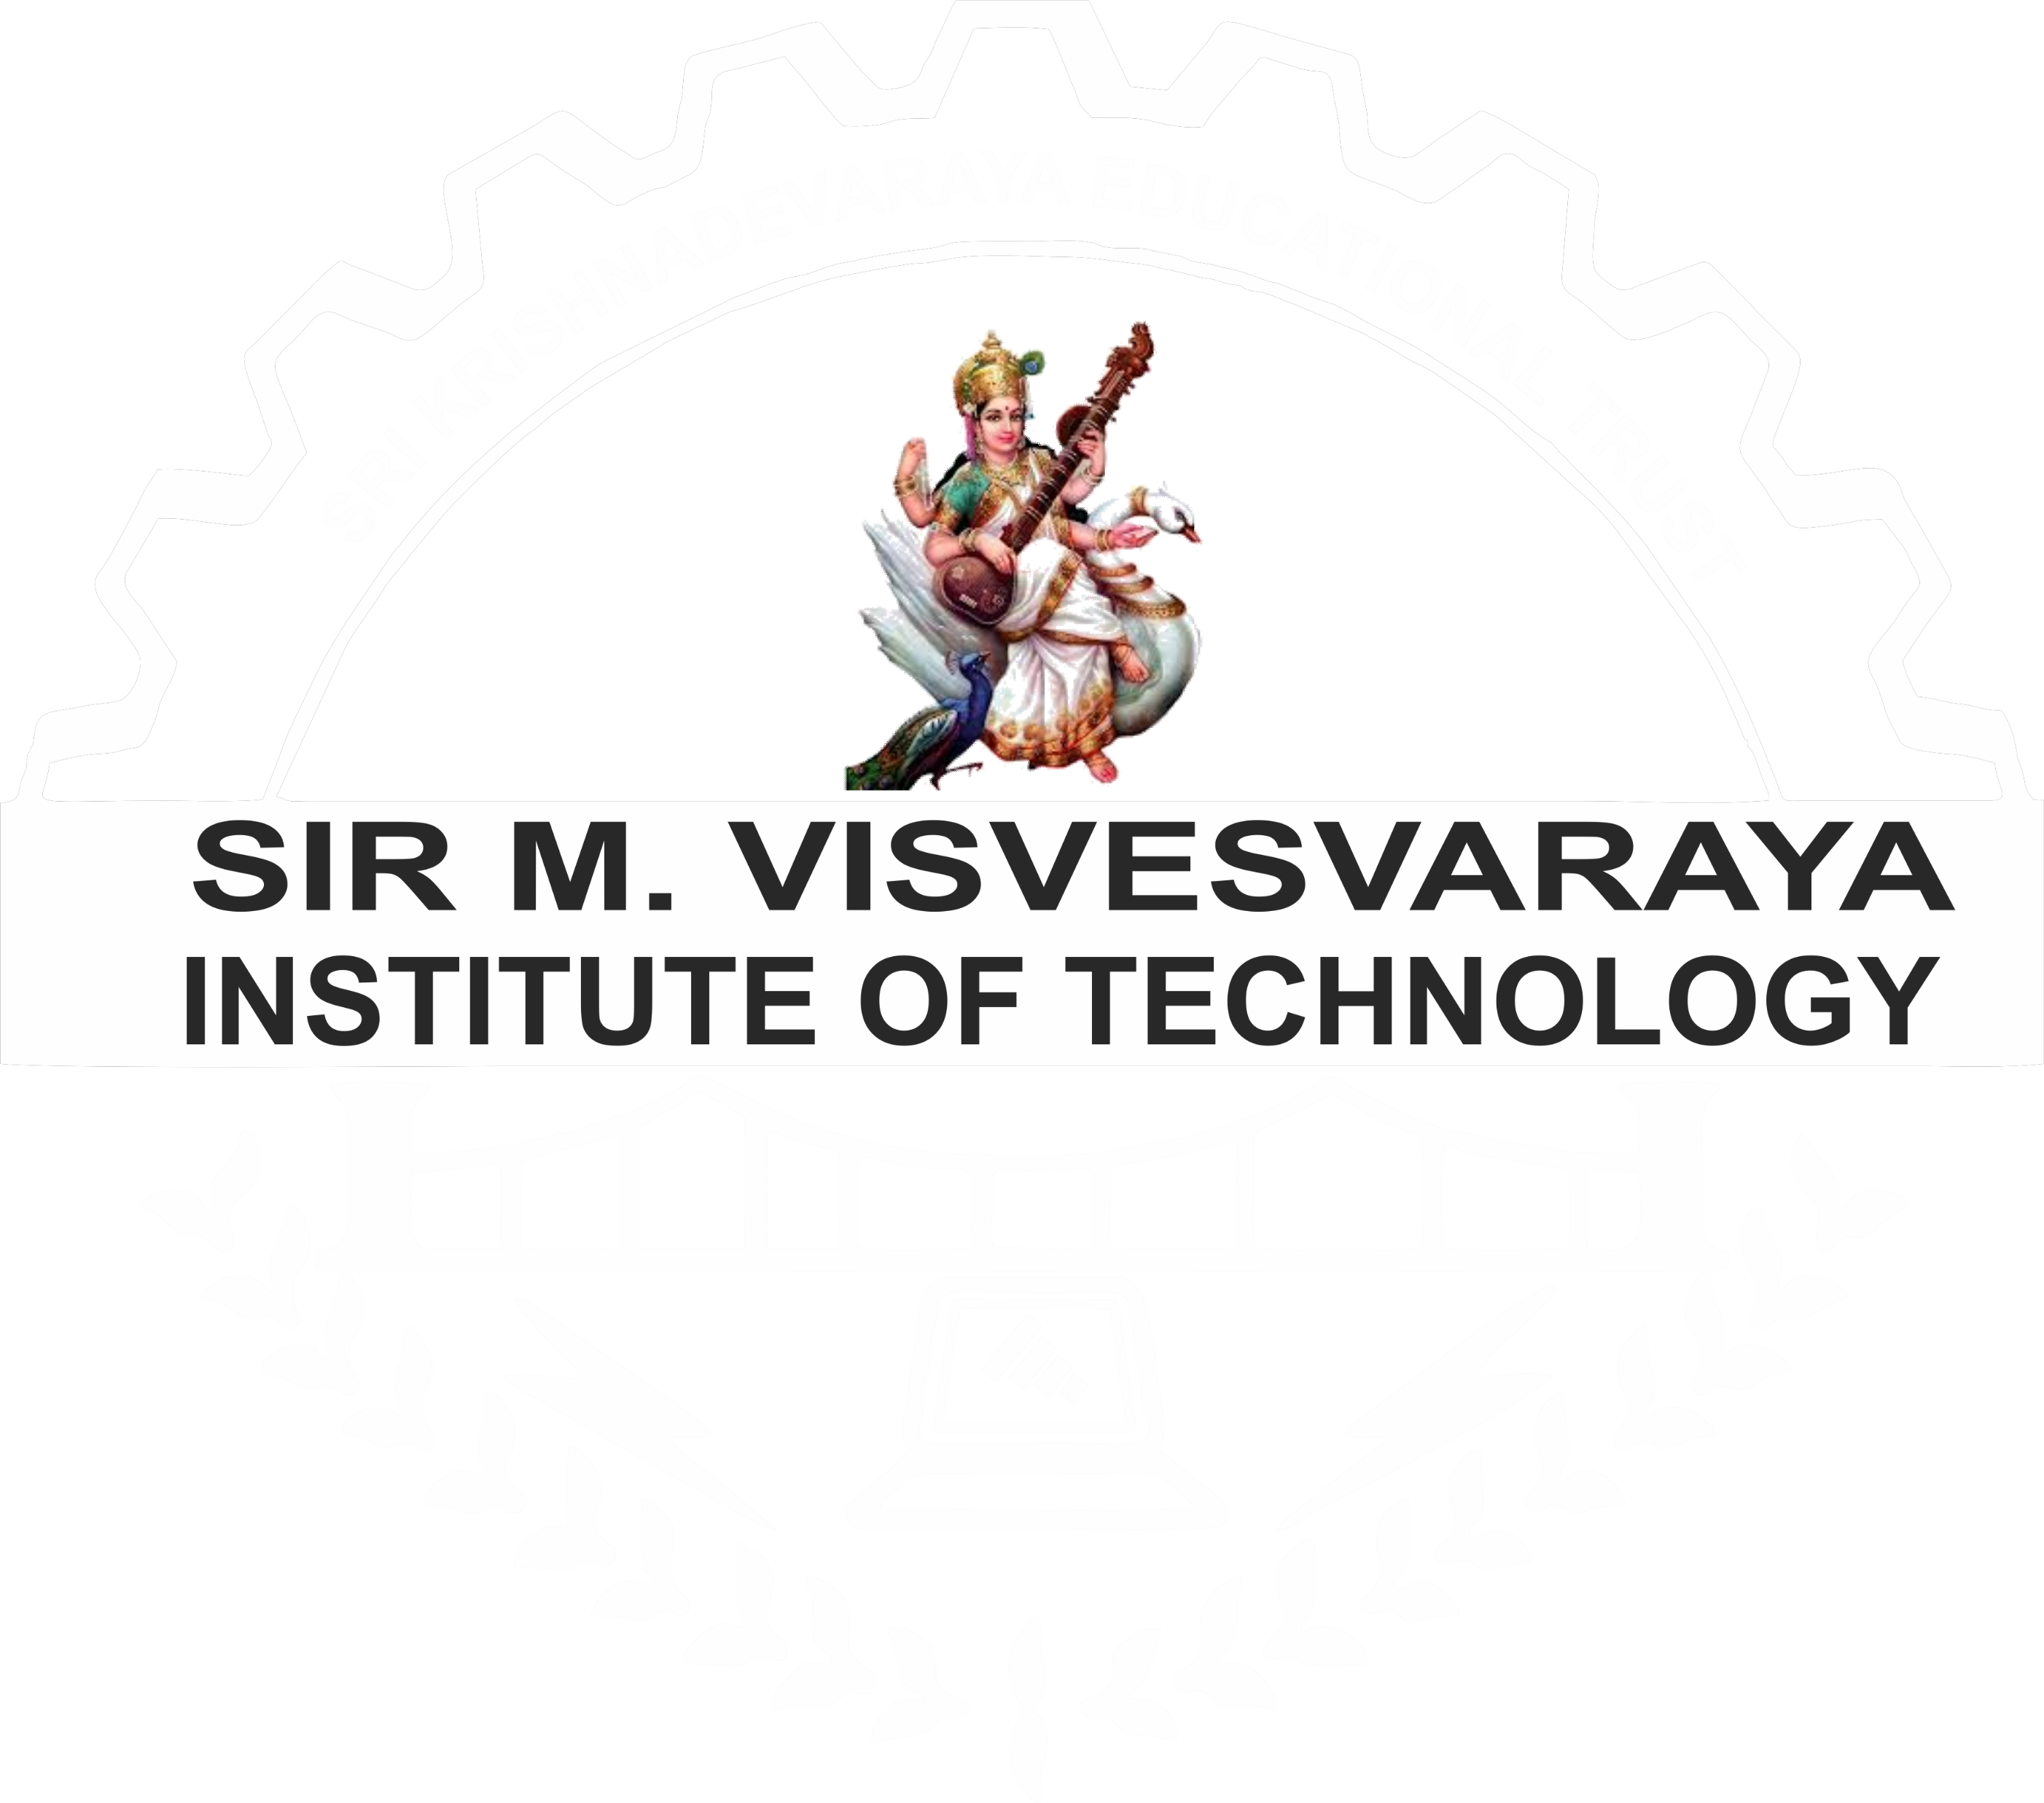 SRI KRISHNADEVARAYA EDUCATIONAL TRUST
SIR M. VISVESVARAYA
INSTITUTE OF TECHNOLOGY